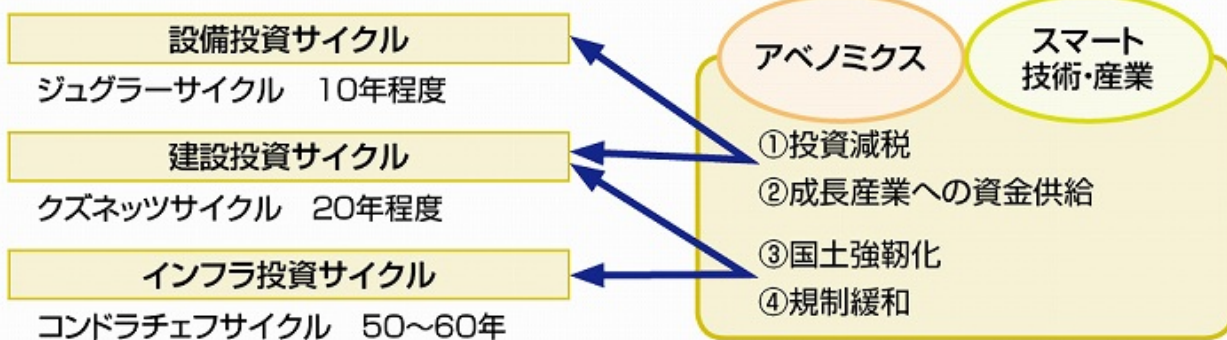 設備投資サイクル
ジュグラーサイクル　10年程度
建設投資サイクル
クズネッツサイクル　20年程度
インフラ投資サイクル
コンドラチェフサイクル　50～60年
アベノミクス
スマート
技術・産業
①投資減税
②成長産業への資金供給
③国土強靭化
④規制緩和